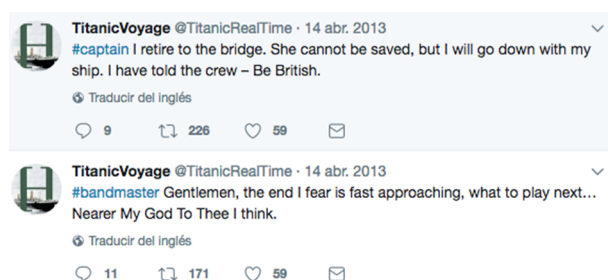 TitanicVoyage @TitanicRealTime · 14 abr. 2013
#captain I retire to the bridge. She cannot be saved, but I will go down with my
ship. I have told the crew – Be British.
Traducir del inglés
9 226 59
TitanicVoyage @TitanicRealTime · 14 abr. 2013
#bandmaster Gentlemen, the end I fear is fast approaching, what to play next...
Nearer My God To Thee I think.
Traducir del inglés
11 171 59